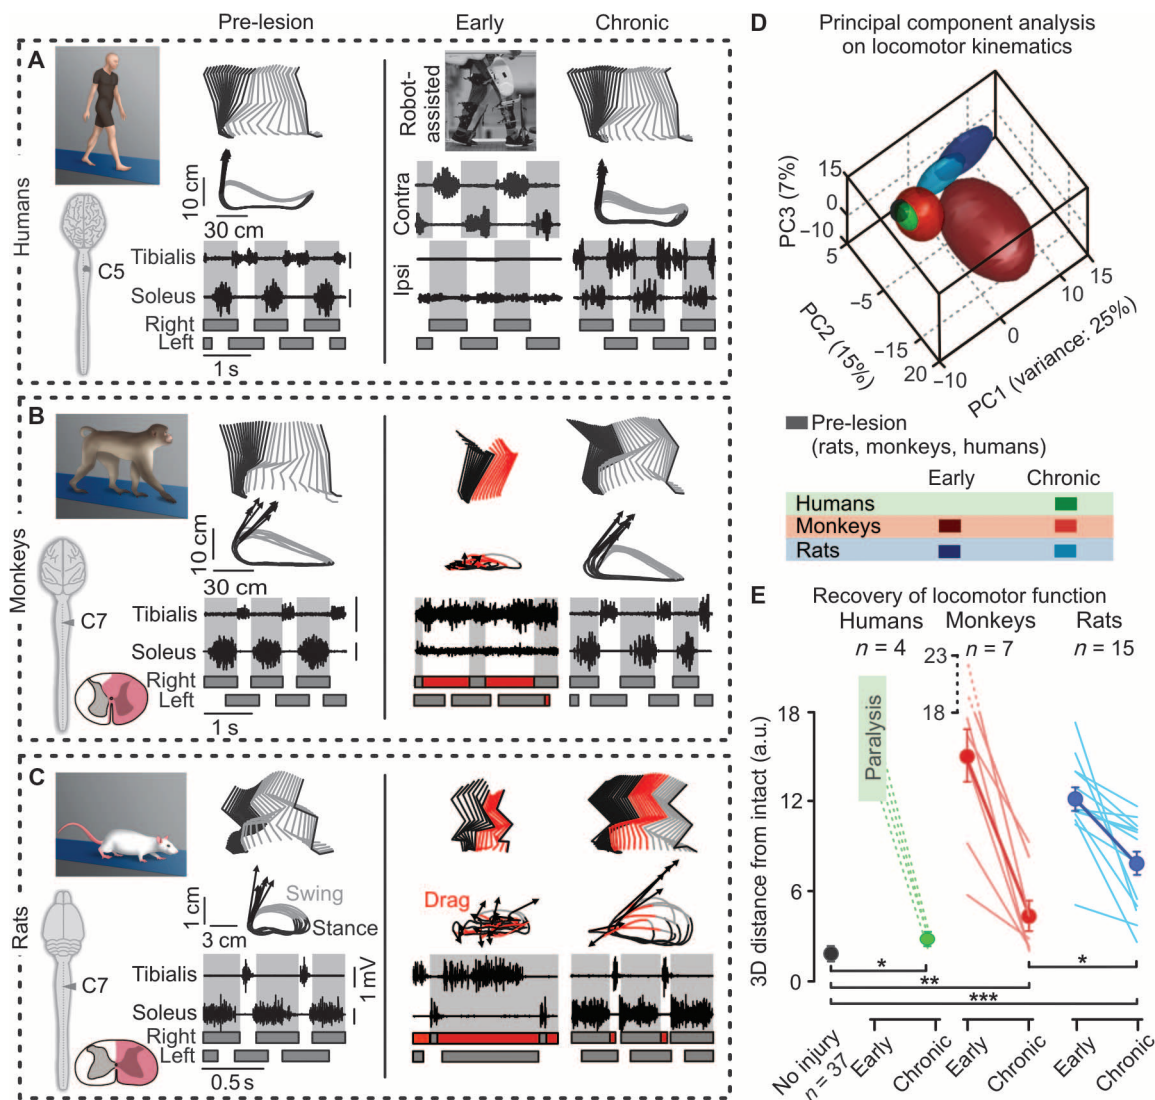 Pre-lesion
Early
Chronic
A
Humans
C5
10 cm
30 cm
Tibialis
Soleus
Right
Left
1 s
Robot-
assisted
Contra
Ipsi
B
Monkeys
C7
10 cm
30 cm
Tibialis
Soleus
Right
Left
1 s
C
Rats
C7
1 cm
3 cm
Swing
Stance
Tibialis
Soleus
1 mV
Right
Left
0.5 s
Drag
D
Principal component analysis
on locomotor kinematics
PC3 (7%)
15
0
−10
5
−5
−15
20
−10
0
10
15
PC2 (15%)
PC1 (variance: 25%)
Pre-lesion
(rats, monkeys, humans)
Early
Chronic
Humans
Monkeys
Rats
E
Recovery of locomotor function
Humans
Monkeys
Rats
n = 4
n = 7
n = 15
23
18
18
12
6
0
3D distance from intact (a.u.)
Paralysis
*
**
***
*
No injury
n = 37
Early
Chronic
Early
Chronic
Early
Chronic